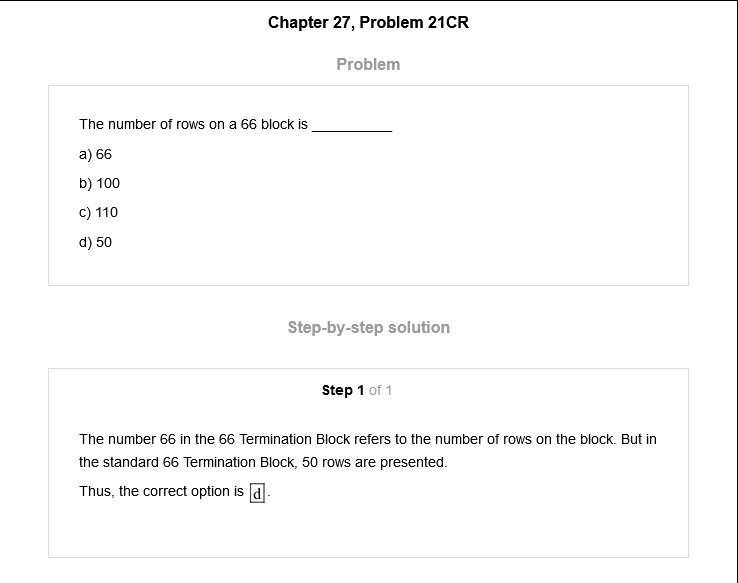 Chapter 27, Problem 21CR
Problem
The number of rows on a 66 block is __________
a) 66
b) 100
c) 110
d) 50
Step-by-step solution
Step 1 of 1
The number 66 in the 66 Termination Block refers to the number of rows on the block. But in
the standard 66 Termination Block, 50 rows are presented.
Thus, the correct option is d.